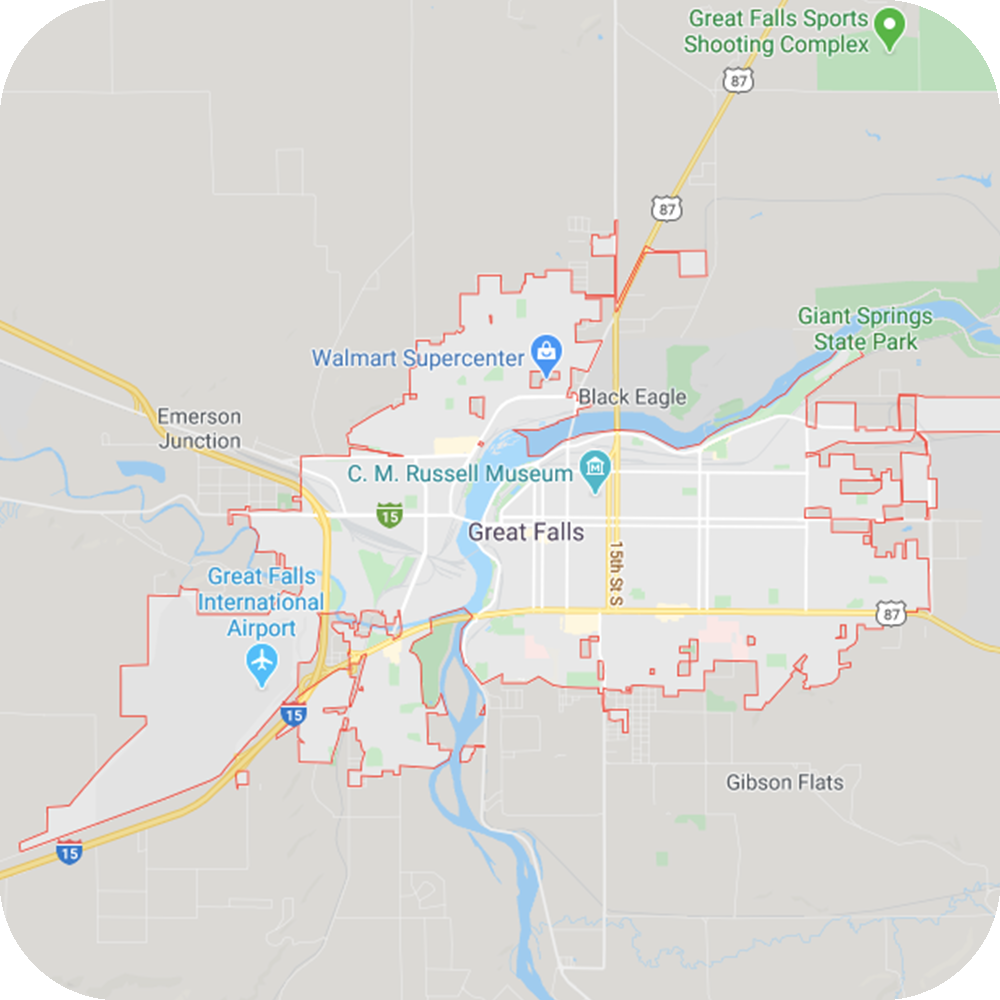 Great Falls Sports
Shooting Complex
87
87
Giant Springs
State Park
Walmart Supercenter
Black Eagle
Emerson
Junction
C. M. Russell Museum
15
Great Falls
15th St S
Great Falls
International
Airport
87
15
Gibson Flats
15